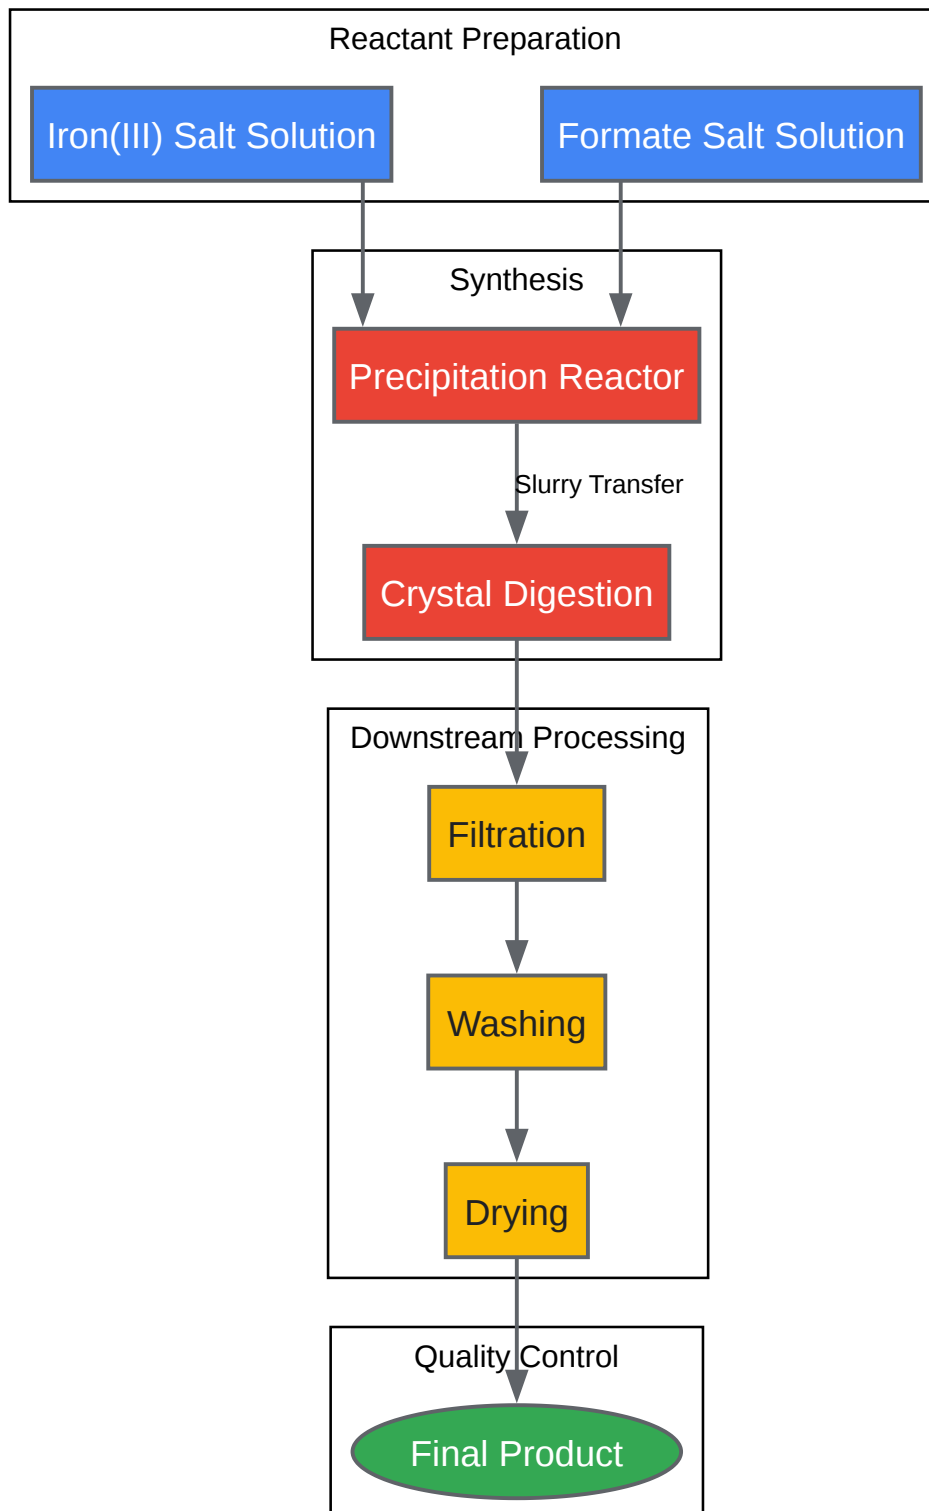 Reactant Preparation
Iron(III) Salt Solution
Formate Salt Solution
Synthesis
Precipitation Reactor
Slurry Transfer
Crystal Digestion
Downstream Processing
Filtration
Washing
Drying
Quality Control
Final Product